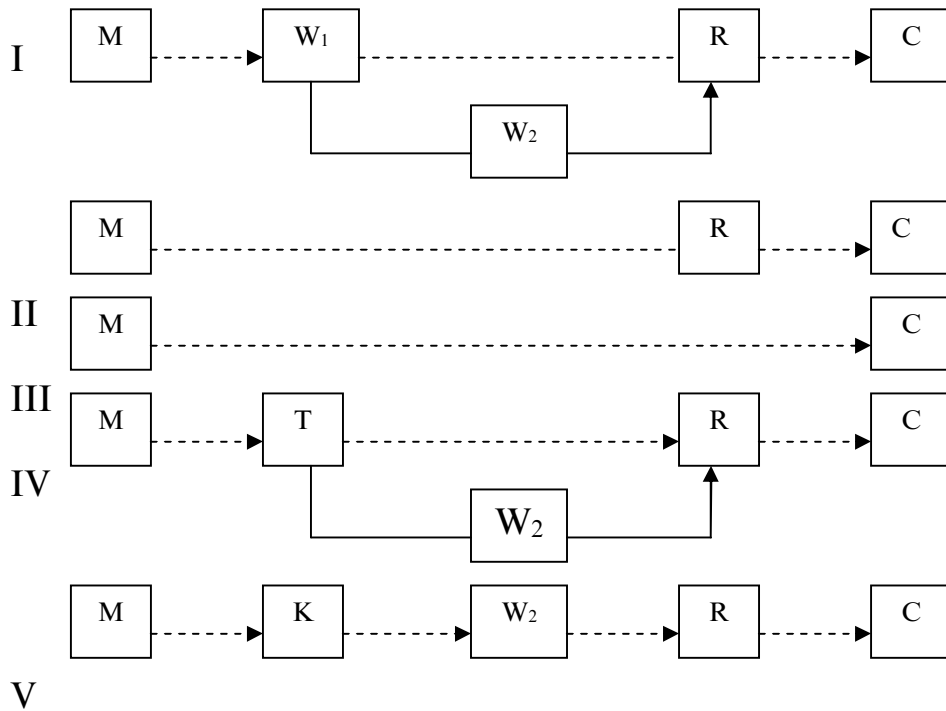 I M W₁ R C
W₂
M R C
II
M C
III
M T R C
IV
W₂
M K W₂ R C
V